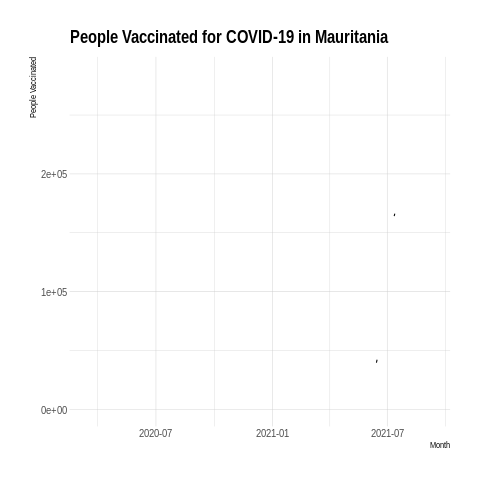 People Vaccinated for COVID-19 in Mauritania
People Vaccinated
2e+05
1e+05
0e+00
2020-07 2021-01 2021-07
Month